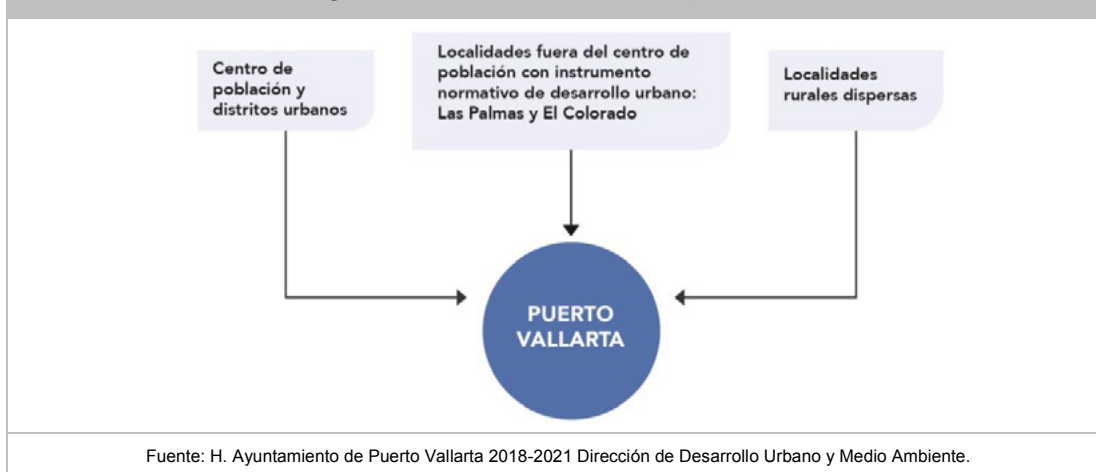 Centro de
población y
distritos urbanos
Localidades fuera del centro de
población con instrumento
normativo de desarrollo urbano:
Las Palmas y El Colorado
Localidades
rurales dispersas
PUERTO
VALLARTA
Fuente: H. Ayuntamiento de Puerto Vallarta 2018-2021 Dirección de Desarrollo Urbano y Medio Ambiente.